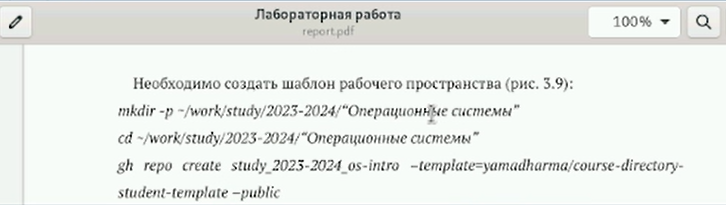 Лабораторная работа
report.pdf
100%
Необходимо создать шаблон рабочего пространства (рис. 3.9):
mkdir -p ~/work/study/2023-2024/“Операционные системы”
cd ~/work/study/2023-2024/“Операционные системы”
gh repo create study_2023-2024_os-intro –template=yamadharma/course-directory-
student-template –public